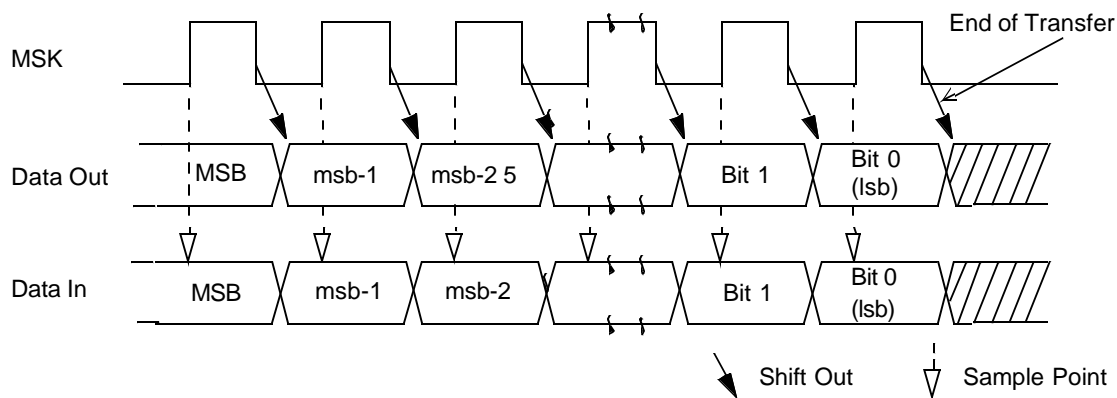 End of Transfer
MSK
Data Out
MSB
msb-1
msb-2 5
Bit 1
Bit 0
(lsb)
Data In
MSB
msb-1
msb-2
Bit 1
Bit 0
(lsb)
Shift Out
Sample Point